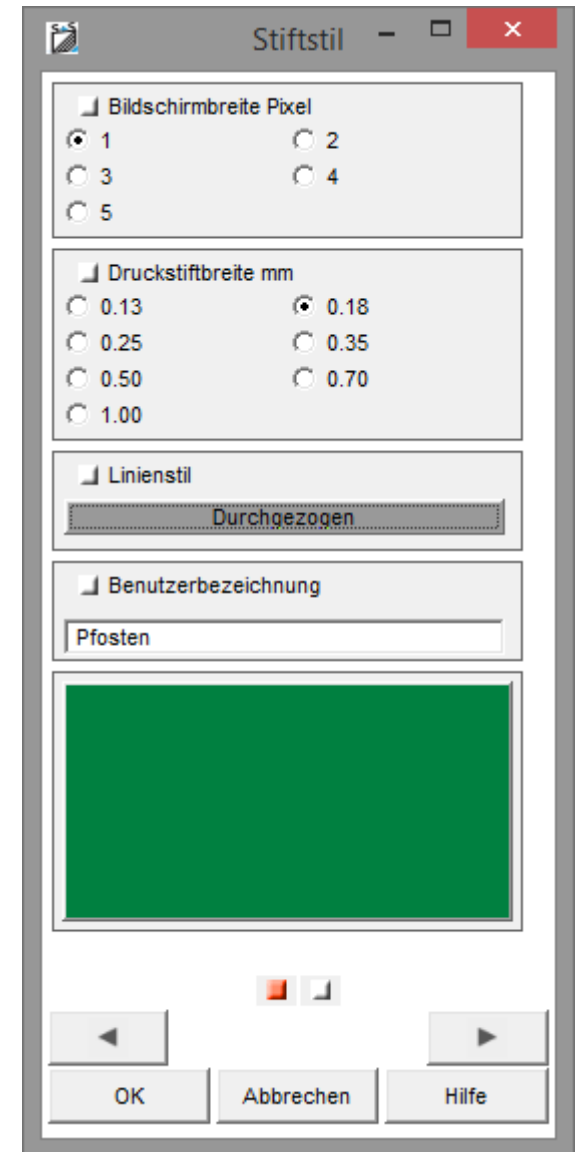 Stiftstil
Bildschirmbreite Pixel
1 2
3 4
5
Druckstiftbreite mm
0.13 0.18
0.25 0.35
0.50 0.70
1.00
Linienstil
Durchgezogen
Benutzerbezeichnung
Pfosten
OK Abbrechen Hilfe